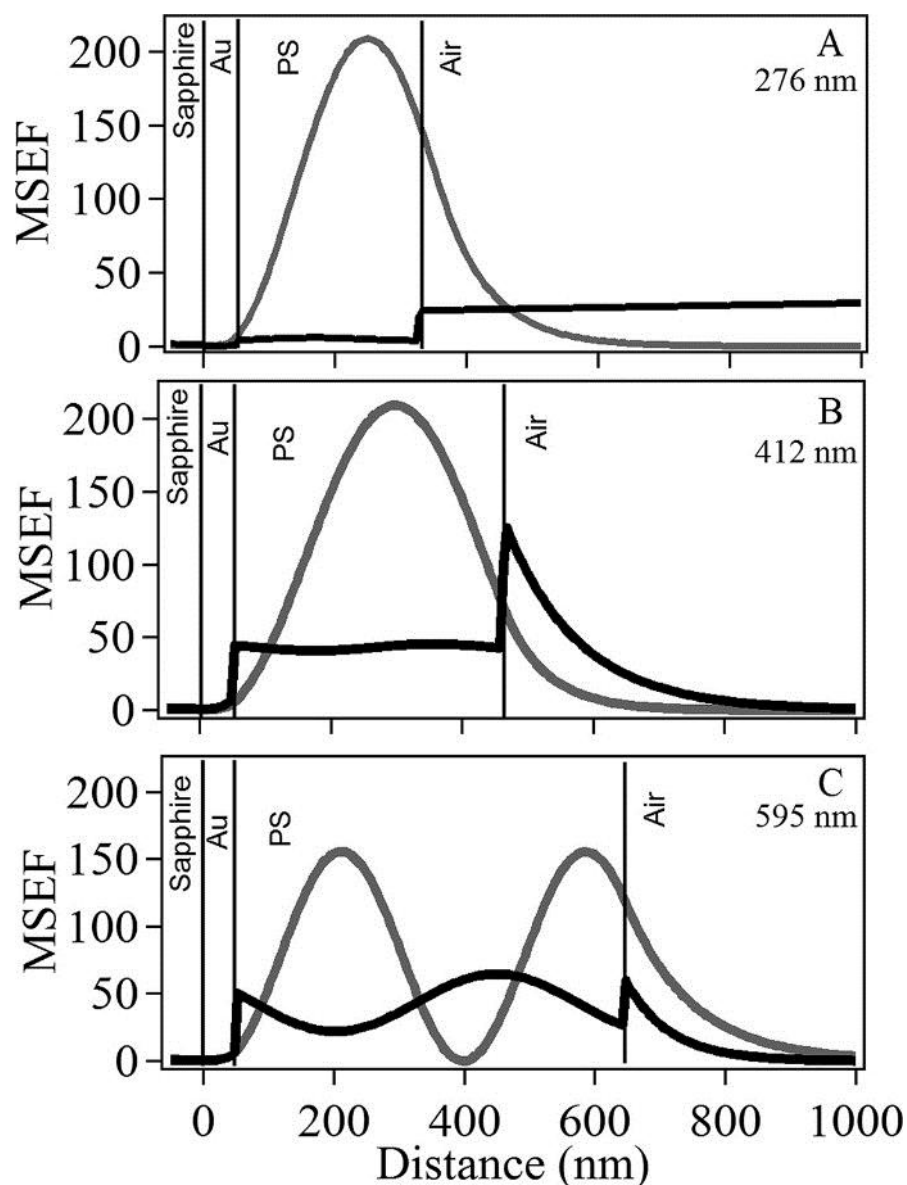 A
276 nm
MSEF
200
150
100
50
0
Sapphire
Au
PS
Air
B
412 nm
MSEF
200
150
100
50
0
Sapphire
Au
PS
Air
C
595 nm
MSEF
200
150
100
50
0
Sapphire
Au
PS
Air
0 200 400 600 800 1000
Distance (nm)